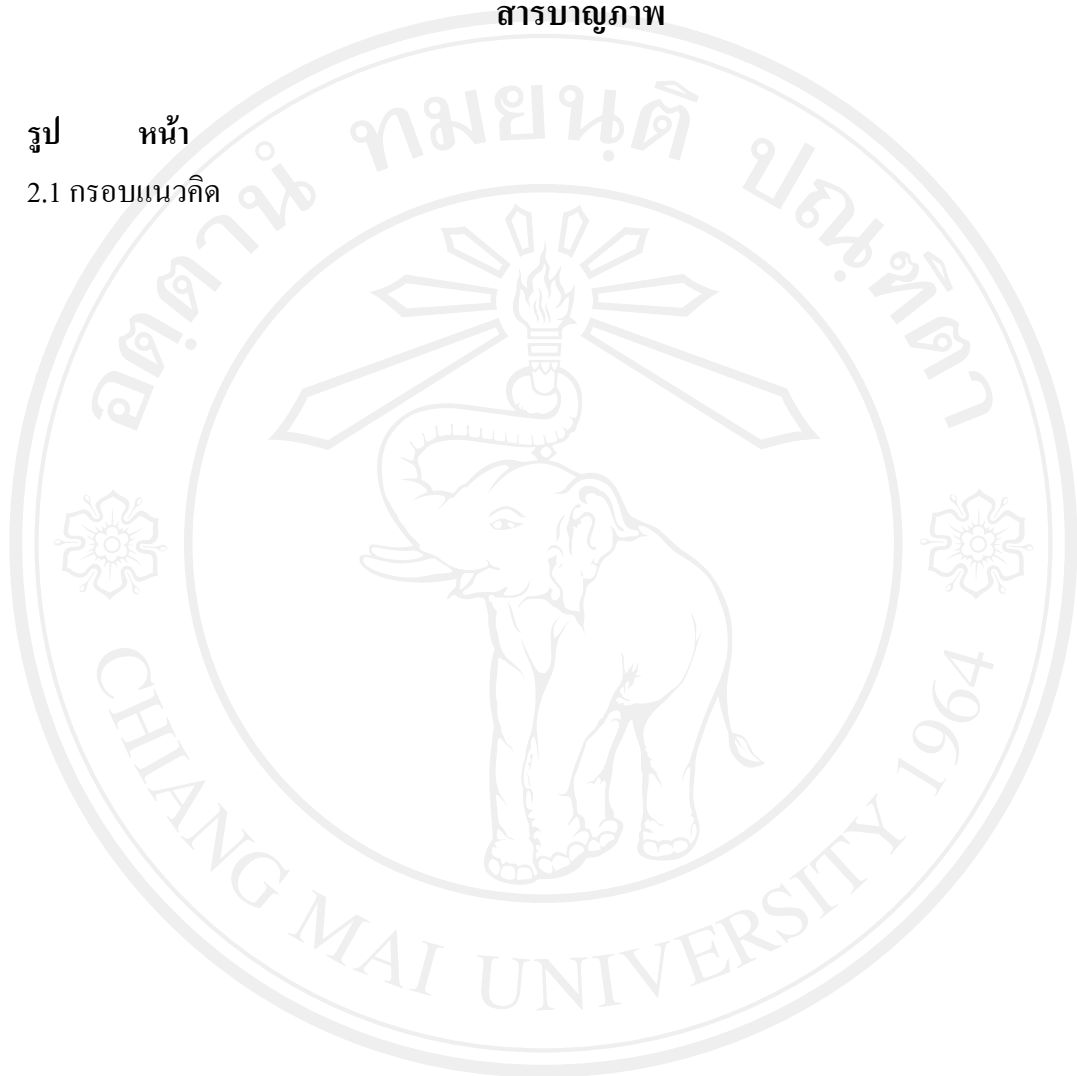 สารบาญภาพ
รูป หน้า
2.1 กรอบแนวคิด
อตฺตานํ ทมยนฺติ ปณฺฑิตา
CHIANG MAI UNIVERSITY 1964